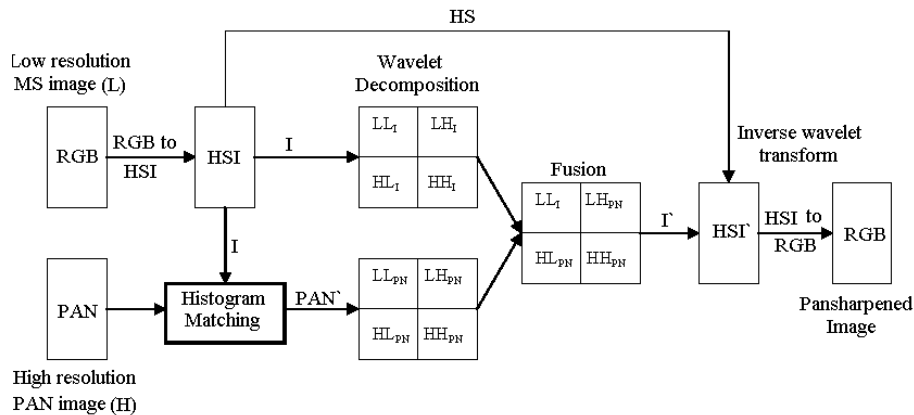 HS
Low resolution
MS image (L)
Wavelet
Decomposition
RGB
RGB to
HSI
HSI
I
LL_I
LH_I
HL_I
HH_I
Inverse wavelet
transform
Fusion
LL_I
LH_PN
HL_PN
HH_PN
I`
HSI`
HSI to
RGB
RGB
I
PAN
Histogram
Matching
PAN`
LL_PN
LH_PN
HL_PN
HH_PN
Pansharpened
Image
High resolution
PAN image (H)